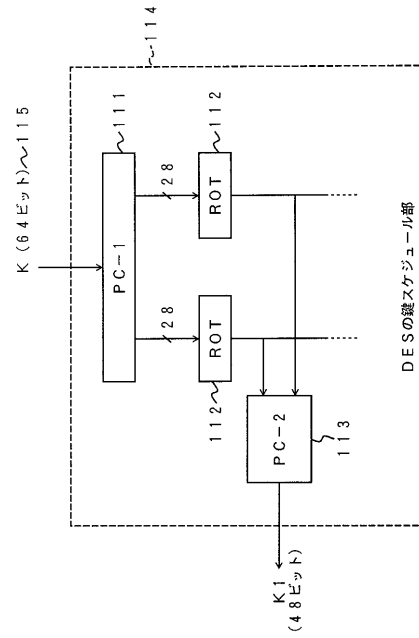 K (64ビット)〜115
114
PC-1
111
28
28
ROT
112
ROT
112
PC-2
113
K1
(48ビット)
DESの鍵スケジュール部